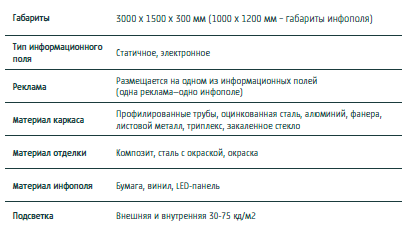 Габариты
3000 х 1500 х 300 мм (1000 х 1200 мм - габариты инфополя)
Тип информационного
поля
Статичное, электронное
Реклама
Размещается на одном из информационных полей
(одна реклама–одно инфополе)
Материал каркаса
Профилированные трубы, оцинкованная сталь, алюминий, фанера,
листовой металл, триплекс, закаленное стекло
Материал отделки
Композит, сталь с окраской, окраска
Материал инфополя
Бумага, винил, LED-панель
Подсветка
Внешняя и внутренняя 30-75 кд/м2